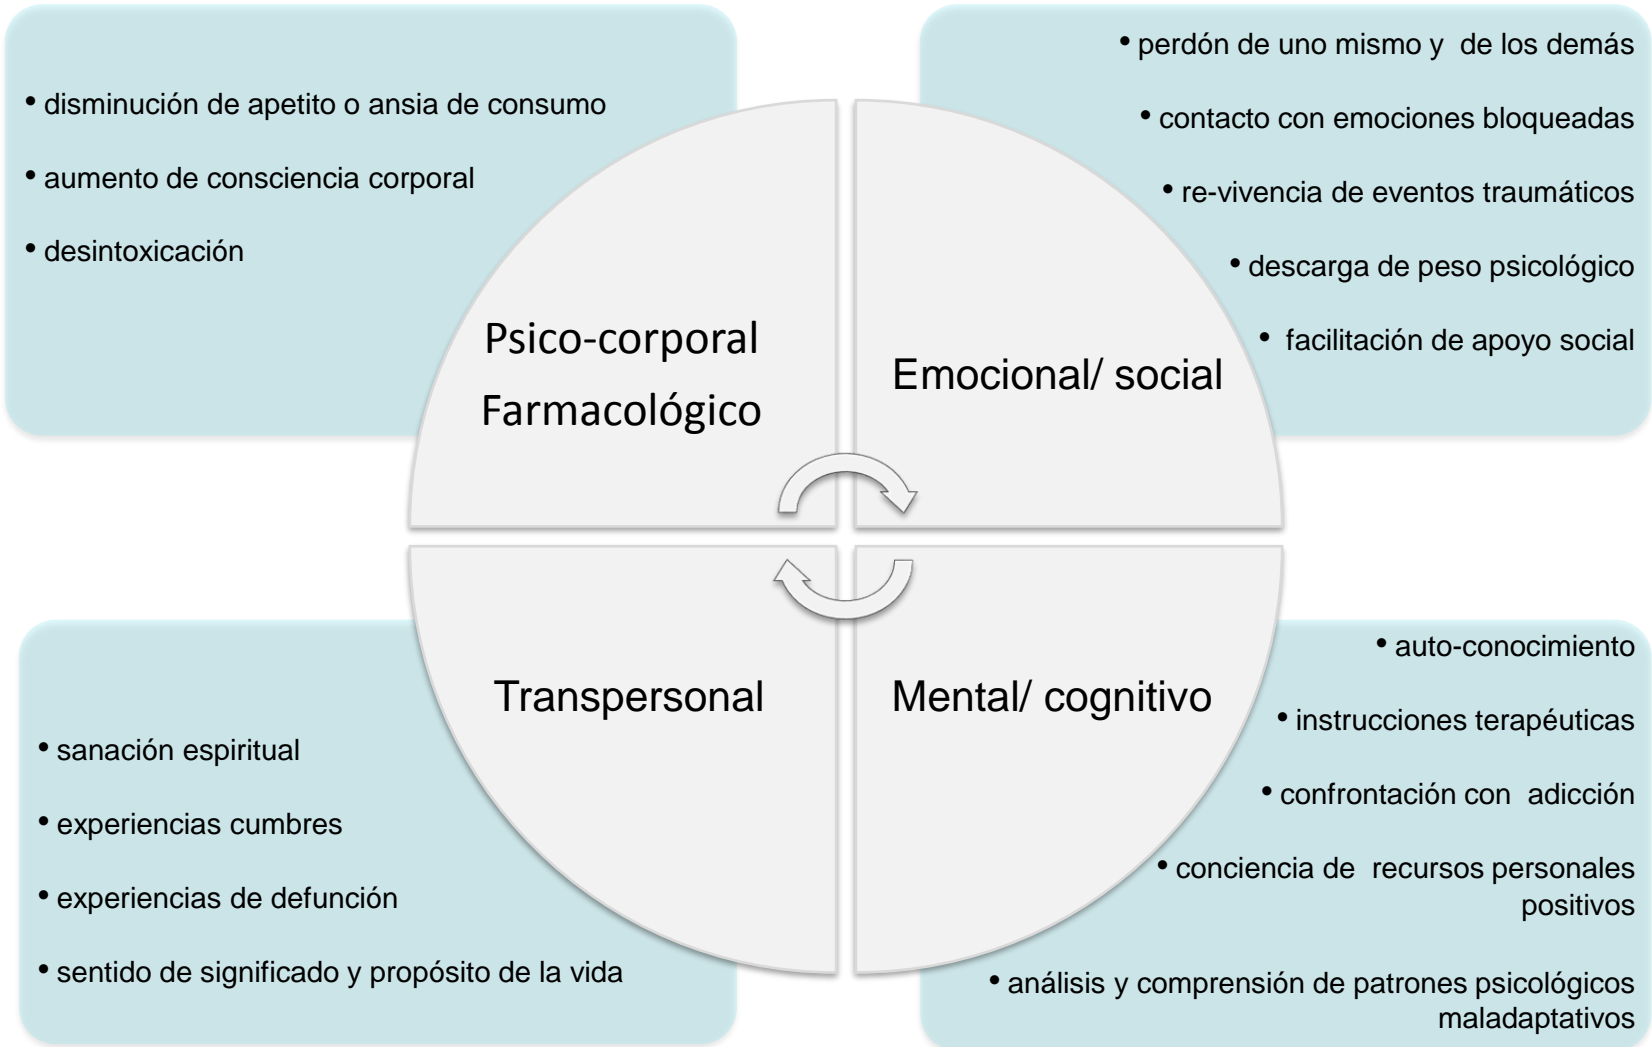 • disminución de apetito o ansia de consumo
• aumento de consciencia corporal
• desintoxicación
• perdón de uno mismo y de los demás
• contacto con emociones bloqueadas
• re-vivencia de eventos traumáticos
• descarga de peso psicológico
• facilitación de apoyo social
Psico-corporal
Farmacológico
Emocional/ social
Transpersonal
Mental/ cognitivo
• sanación espiritual
• experiencias cumbres
• experiencias de defunción
• sentido de significado y propósito de la vida
• auto-conocimiento
• instrucciones terapéuticas
• confrontación con adicción
• conciencia de recursos personales
positivos
• análisis y comprensión de patrones psicológicos
maladaptativos